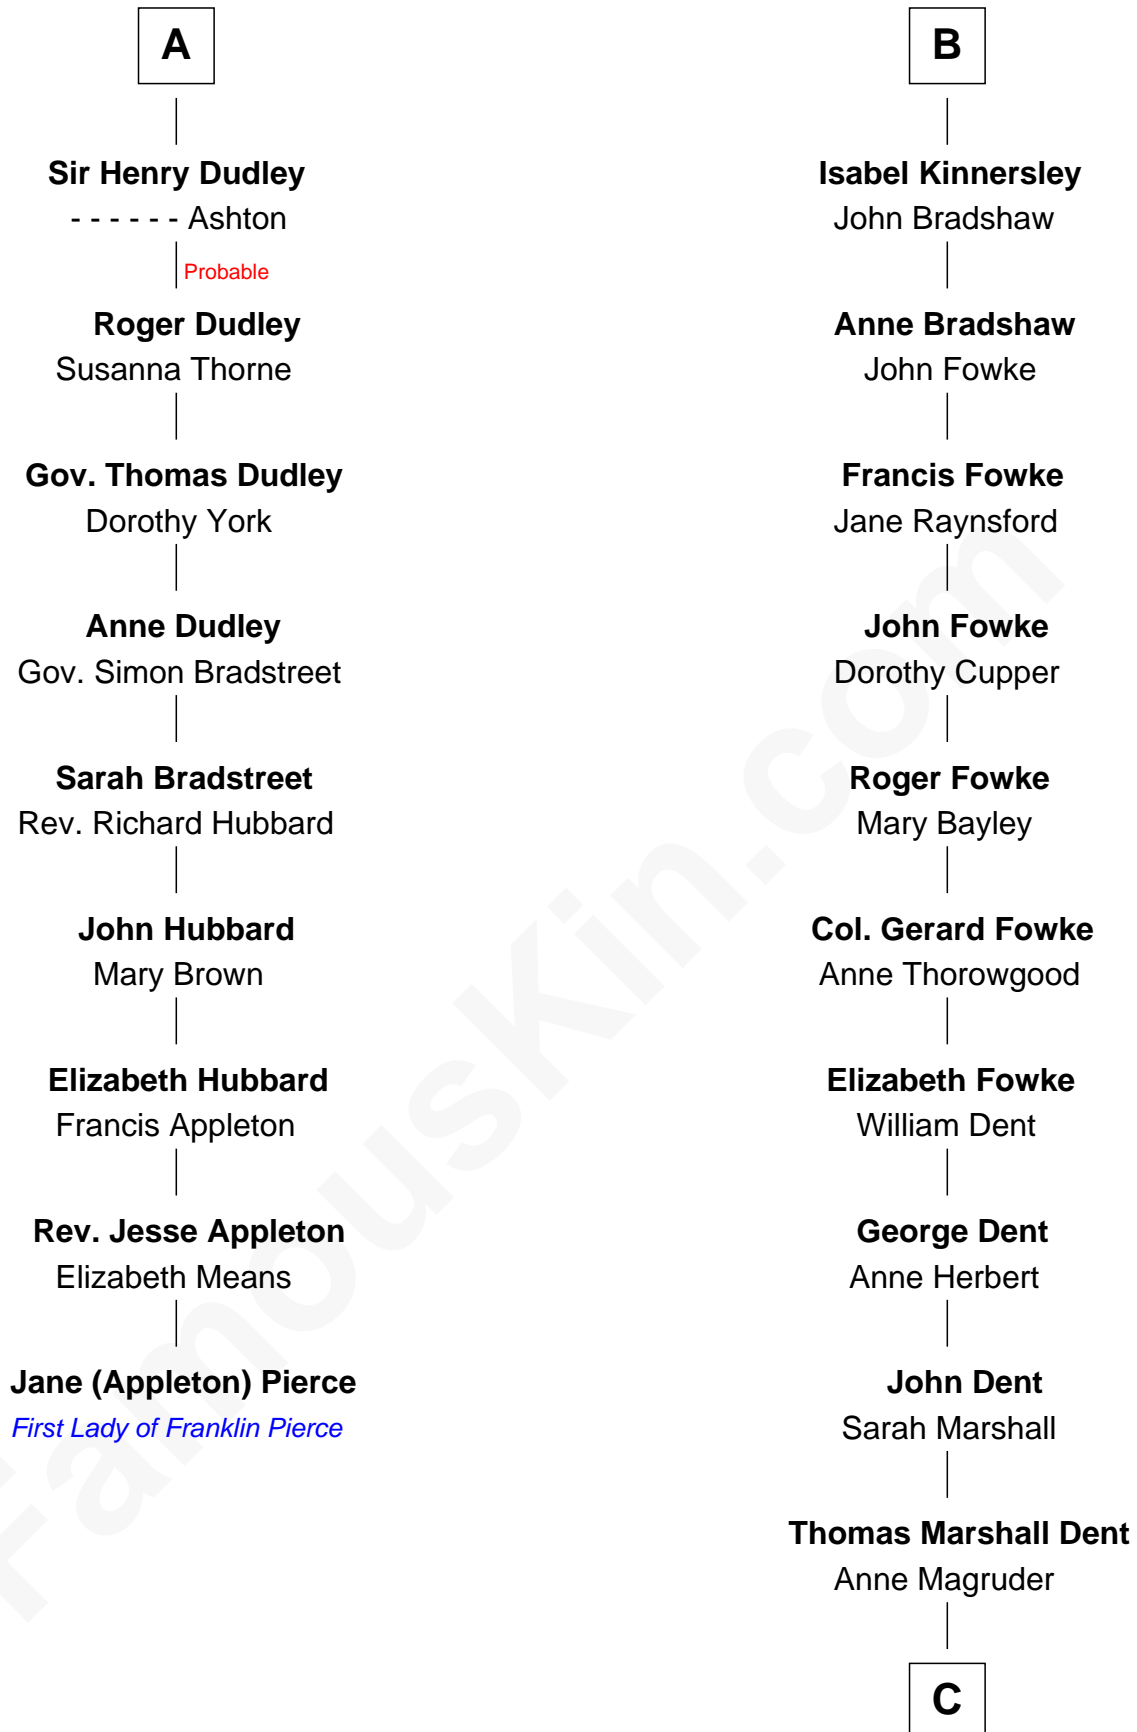 A
Sir Henry Dudley
- - - - - - Ashton
Probable
Roger Dudley
Susanna Thorne
Gov. Thomas Dudley
Dorothy York
Anne Dudley
Gov. Simon Bradstreet
Sarah Bradstreet
Rev. Richard Hubbard
John Hubbard
Mary Brown
Elizabeth Hubbard
Francis Appleton
Rev. Jesse Appleton
Elizabeth Means
Jane (Appleton) Pierce
First Lady of Franklin Pierce
B
Isabel Kinnersley
John Bradshaw
Anne Bradshaw
John Fowke
Francis Fowke
Jane Raynsford
John Fowke
Dorothy Cupper
Roger Fowke
Mary Bayley
Col. Gerard Fowke
Anne Thorowgood
Elizabeth Fowke
William Dent
George Dent
Anne Herbert
John Dent
Sarah Marshall
Thomas Marshall Dent
Anne Magruder
C
FamousKin.com